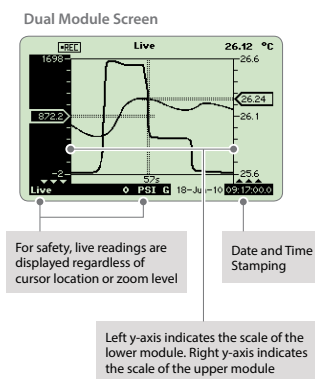 Dual Module Screen
REC Live 26.12 °C
1698 26.6
26.24
872.2 26.1
-2 57s 25.6
Live 0 PSI G 18-Jun-10 09:17:00.0
For safety, live readings are
displayed regardless of
cursor location or zoom level
Date and Time
Stamping
Left y-axis indicates the scale of the
lower module. Right y-axis indicates
the scale of the upper module